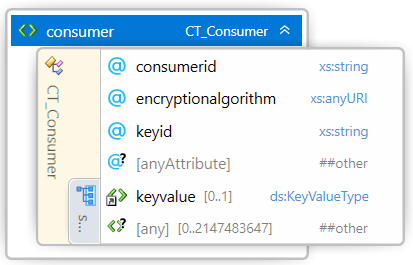 consumer CT_Consumer
CT_Consumer
consumerid xs:string
encryptionalgorithm xs:anyURI
keyid xs:string
[anyAttribute] ##other
S...
keyvalue [0..1] ds:KeyValueType
[any] [0..2147483647] ##other